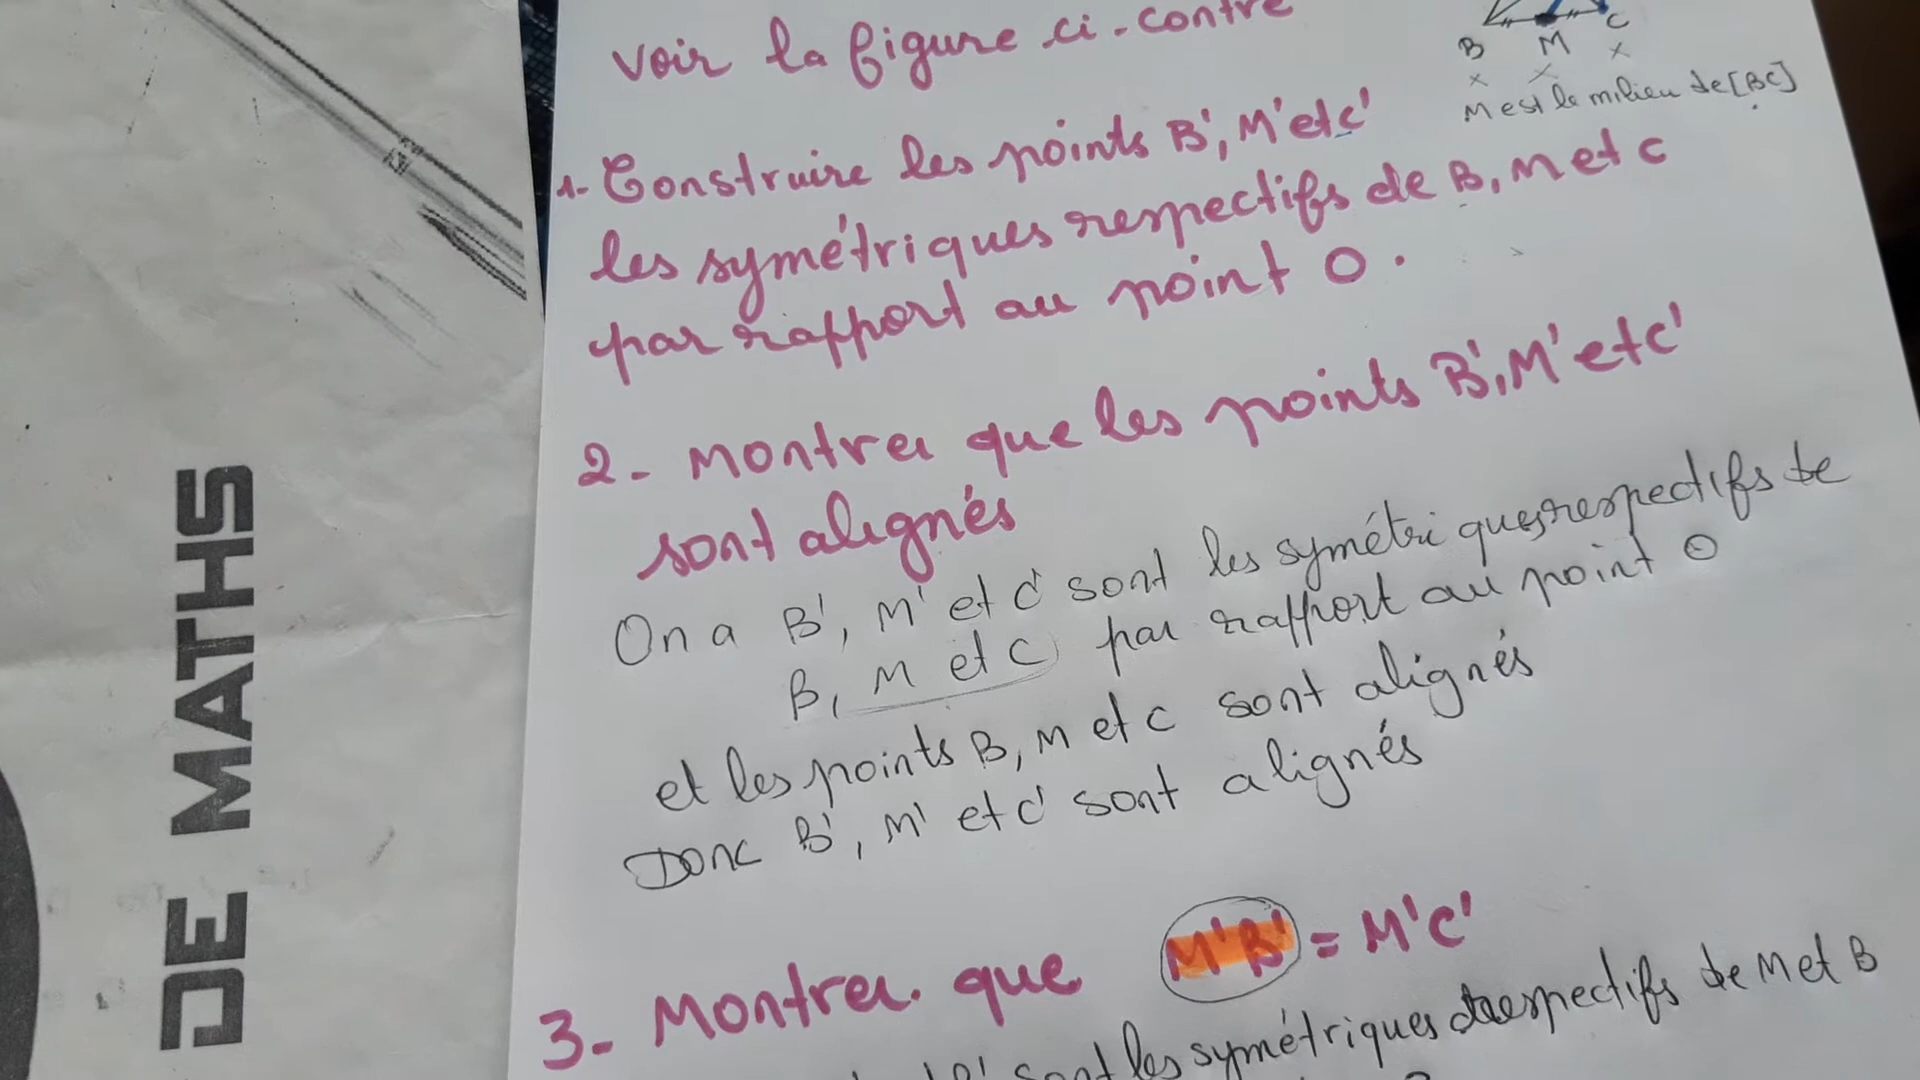 Voir la figure ci-contre
B M C
M est le milieu de [BC]
1- Construire les points B', M' et C'
les symétriques respectifs de B, M et C
par rapport au point O.
2- Montrer que les points B', M' et C'
sont alignés
On a B', M' et C' sont les symétriques respectifs de
B, M et C par rapport au point O
et les points B, M et C sont alignés
Donc B', M' et C' sont alignés
3- Montrer que M'B' = M'C'
sont les symétriques respectifs de M et B
DE MATHS